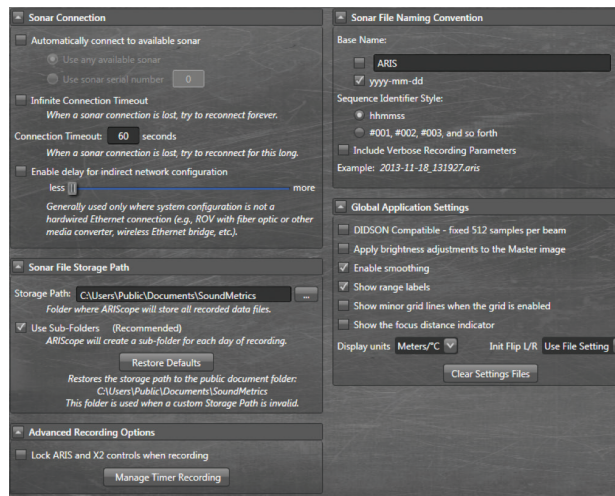 Sonar Connection
Automatically connect to available sonar
Use any available sonar
Use sonar serial number 0
Infinite Connection Timeout
When a sonar connection is lost, try to reconnect forever.
Connection Timeout: 60 seconds
When a sonar connection is lost, try to reconnect for this long.
Enable delay for indirect network configuration
less more
Generally used only where system configuration is not a
hardwired Ethernet connection (e.g., ROV with fiber optic or other
media converter, wireless Ethernet bridge, etc.).
Sonar File Storage Path
Storage Path: C:\Users\Public\Documents\SoundMetrics ...
Folder where ARIScope will store all recorded data files.
Use Sub-Folders (Recommended)
ARIScope will create a sub-folder for each day of recording.
Restore Defaults
Restores the storage path to the public document folder:
C:\Users\Public\Documents\SoundMetrics
This folder is used when a custom Storage Path is invalid.
Advanced Recording Options
Lock ARIS and X2 controls when recording
Manage Timer Recording
Sonar File Naming Convention
Base Name:
ARIS
yyyy-mm-dd
Sequence Identifier Style:
hhmmss
#001, #002, #003, and so forth
Include Verbose Recording Parameters
Example: 2013-11-18_131927.aris
Global Application Settings
DIDSON Compatible - fixed 512 samples per beam
Apply brightness adjustments to the Master image
Enable smoothing
Show range labels
Show minor grid lines when the grid is enabled
Show the focus distance indicator
Display units Meters/°C Init Flip L/R Use File Setting
Clear Settings Files